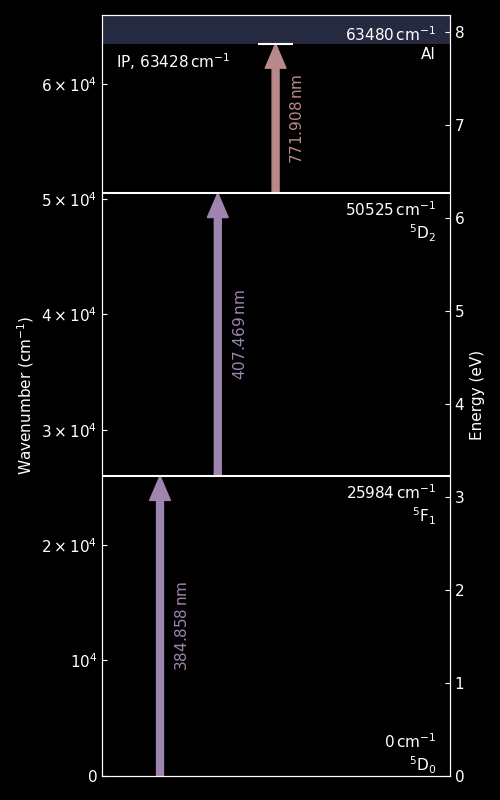 63480 cm⁻¹
AI
IP, 63428 cm⁻¹
771.908 nm
50525 cm⁻¹
⁵D₂
407.469 nm
25984 cm⁻¹
⁵F₁
384.858 nm
0 cm⁻¹
⁵D₀
Wavenumber (cm⁻¹)
6 × 10⁴
5 × 10⁴
4 × 10⁴
3 × 10⁴
2 × 10⁴
10⁴
0
Energy (eV)
8
7
6
5
4
3
2
1
0